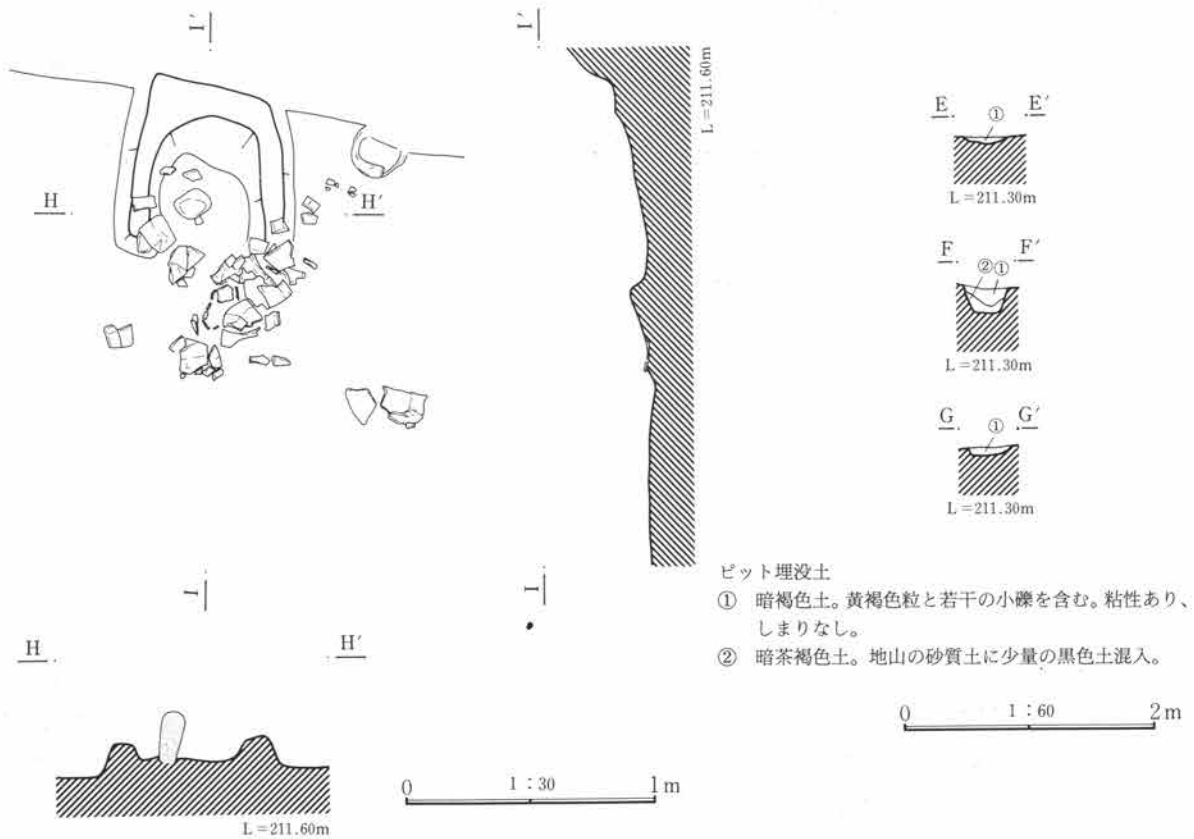 I′
I′
L=211.60m
H
H′
E E′
①
L=211.30m
F F′
②①
L=211.30m
G G′
①
L=211.30m
I
I
ピット埋没土
① 暗褐色土。黄褐色粒と若干の小礫を含む。粘性あり、
しまりなし。
② 暗茶褐色土。地山の砂質土に少量の黒色土混入。
H H′
L=211.60m
0 1:30 1m
0 1:60 2m